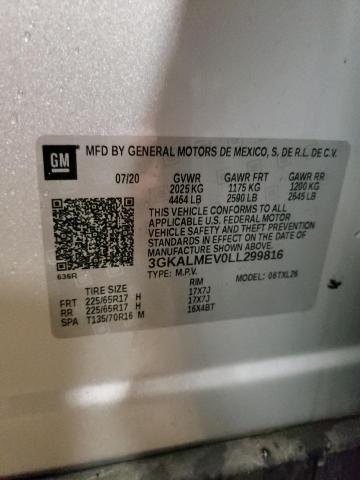 GM MFD BY GENERAL MOTORS DE MEXICO, S. DE R.L. DE C.V.
07/20 GVWR GAWR FRT GAWR RR
2025 KG 1175 KG 1200 KG
4464 LB 2590 LB 2645 LB
THIS VEHICLE CONFORMS TO ALL
APPLICABLE U.S. FEDERAL MOTOR
VEHICLE SAFETY AND THEFT
PREVENTION STANDARDS IN EFFECT
ON THE DATE OF
MANUFACTURE SHOWN ABOVE.
3GKALMEV0LL299816
636R TYPE: M.P.V. 06TXL26
TIRE SIZE RIM
FRT 225/65R17 H 17X7J
RR 225/65R17 H 17X7J
SPA T135/70R16 M 16X4BT